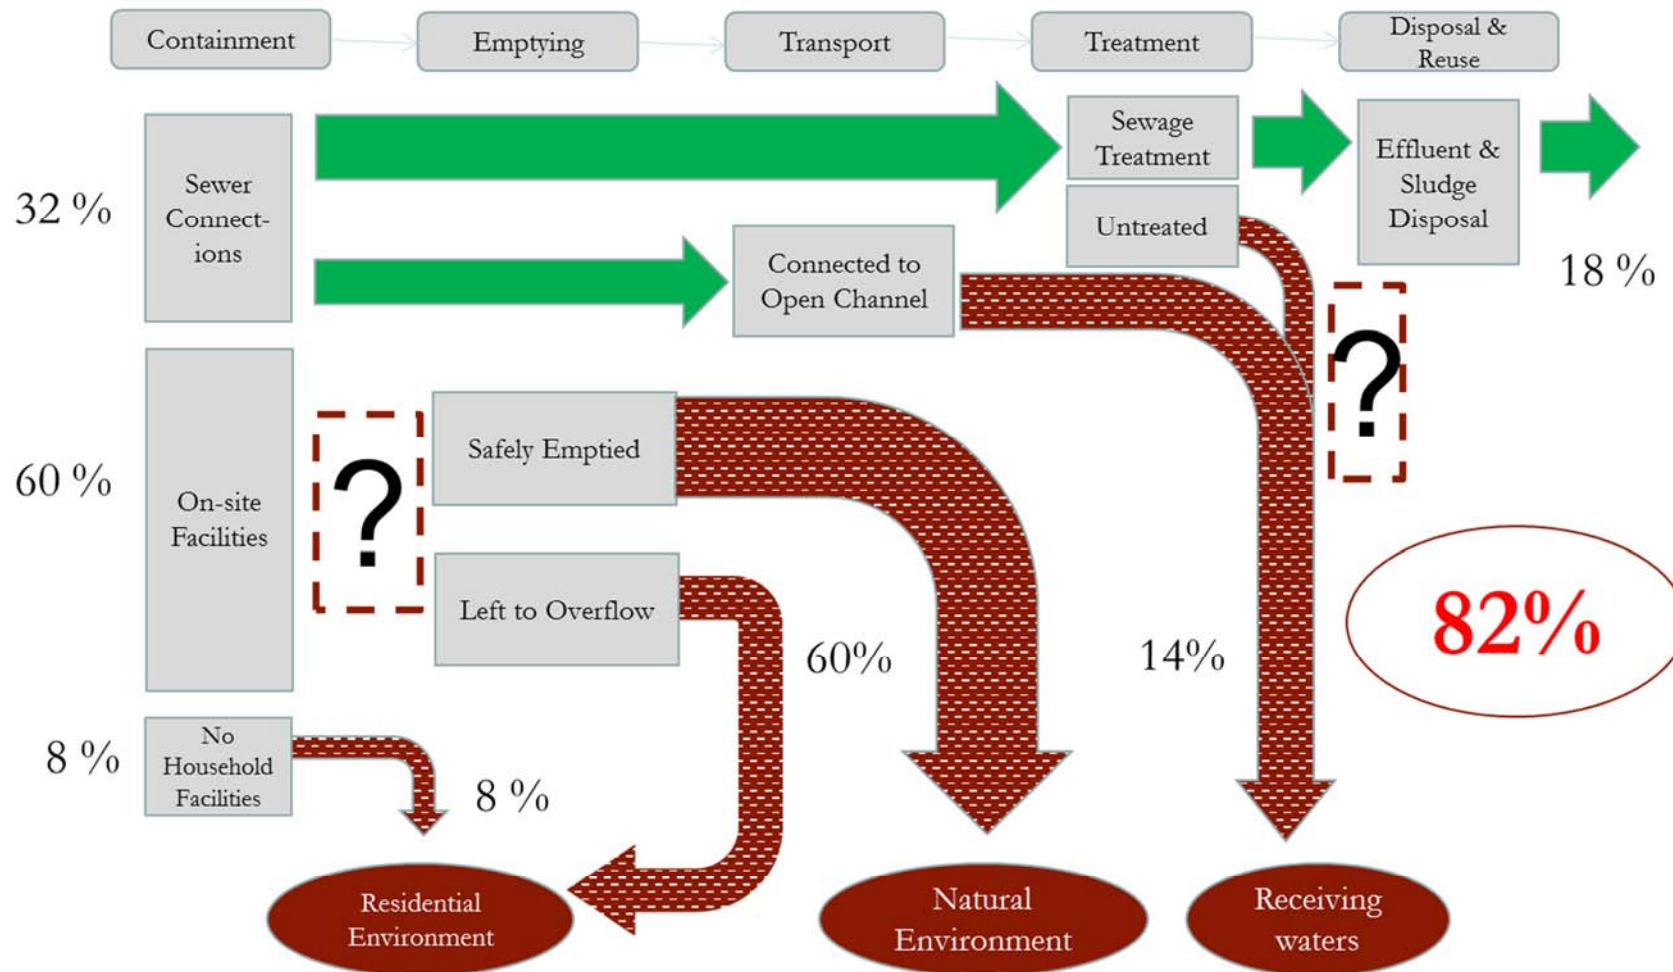 Containment
Emptying
Transport
Treatment
Disposal &
Reuse
32 %
Sewer
Connect-
ions
Sewage
Treatment
Untreated
Effluent &
Sludge
Disposal
18 %
Connected to
Open Channel
?
60 %
On-site
Facilities
?
Safely Emptied
Left to Overflow
60%
14%
82%
8 %
No
Household
Facilities
8 %
Residential
Environment
Natural
Environment
Receiving
waters